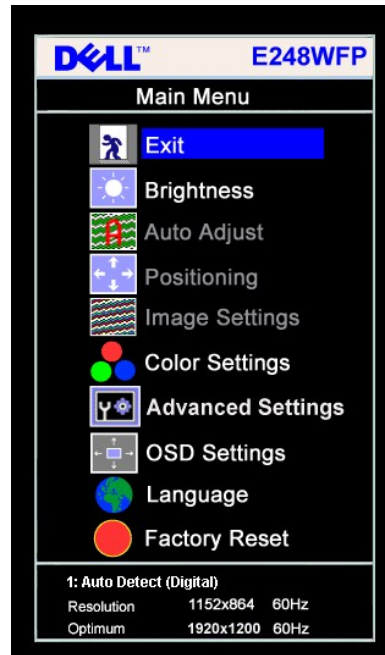 DELL™ E248WFP
Main Menu
Exit
Brightness
Auto Adjust
Positioning
Image Settings
Color Settings
Advanced Settings
OSD Settings
Language
Factory Reset
1: Auto Detect (Digital)
Resolution 1152x864 60Hz
Optimum 1920x1200 60Hz